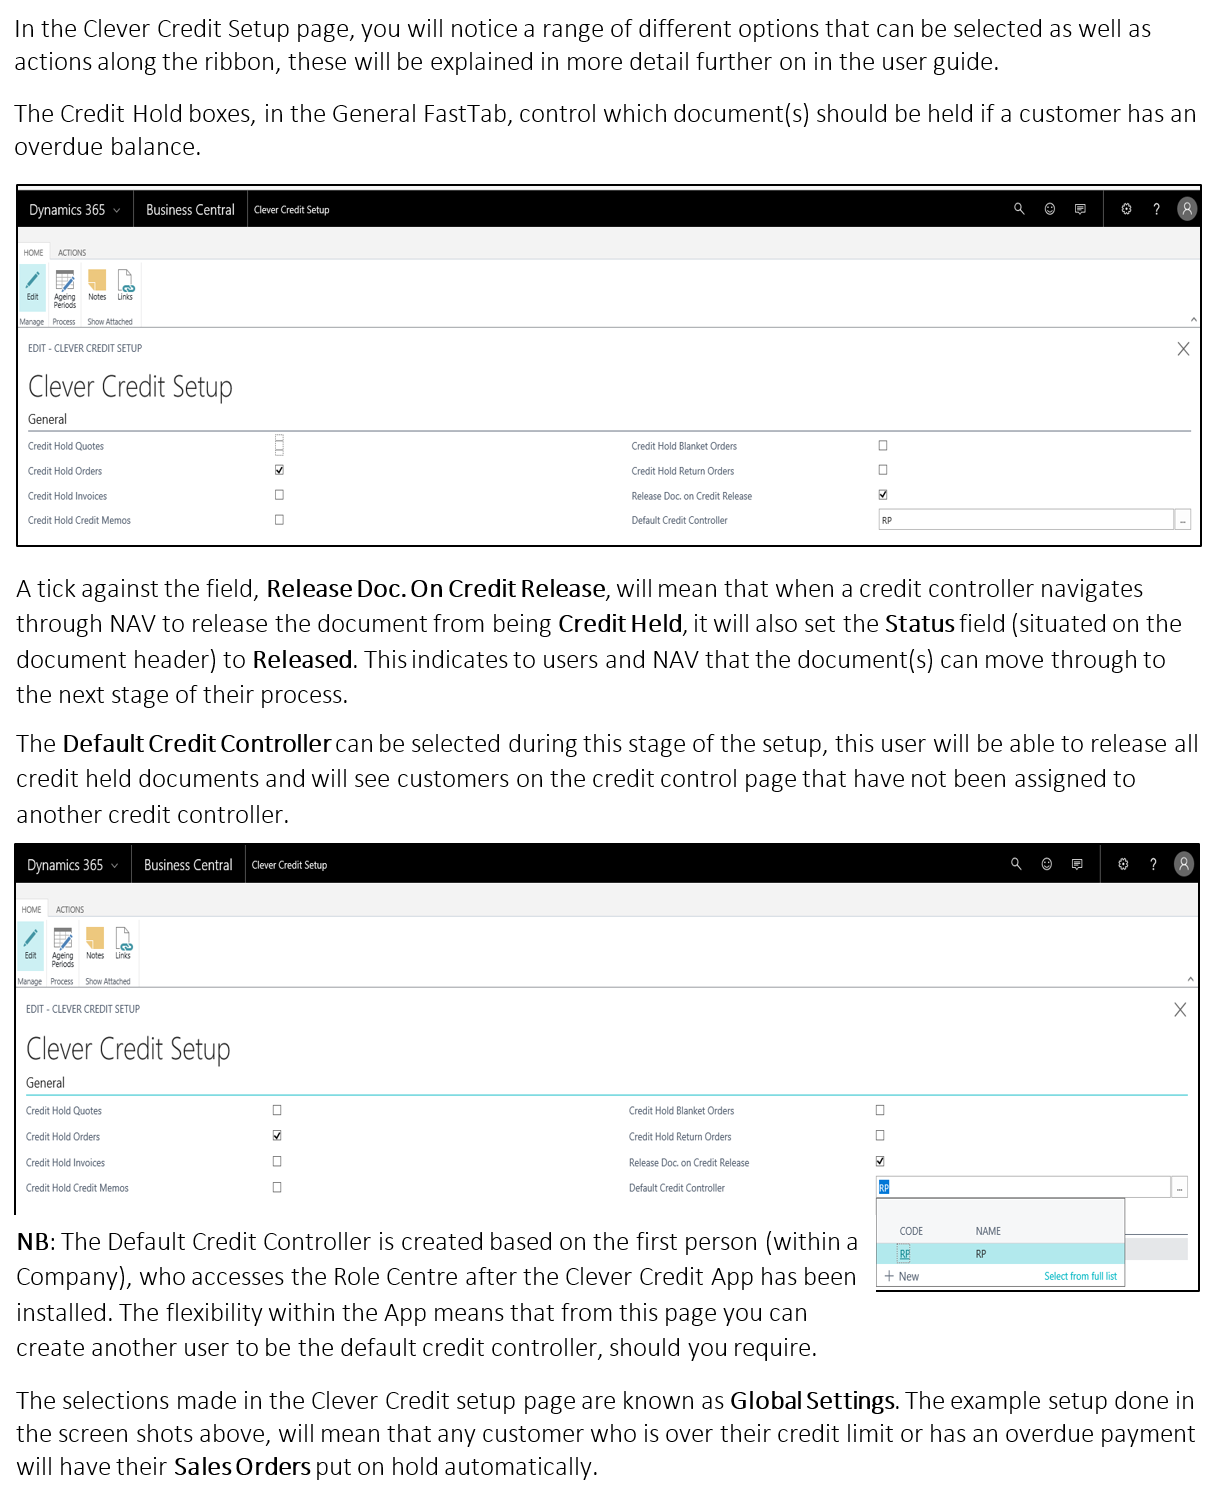 In the Clever Credit Setup page, you will notice a range of different options that can be selected as well as
actions along the ribbon, these will be explained in more detail further on in the user guide.
The Credit Hold boxes, in the General FastTab, control which document(s) should be held if a customer has an
overdue balance.
Dynamics 365 Business Central Clever Credit Setup ?
HOME ACTIONS
Edit Ageing Periods Notes Links
Manage Process Show Attached
EDIT - CLEVER CREDIT SETUP
Clever Credit Setup
General
Credit Hold Quotes Credit Hold Blanket Orders
Credit Hold Orders Credit Hold Return Orders
Credit Hold Invoices Release Doc. on Credit Release
Credit Hold Credit Memos Default Credit Controller RP ...
A tick against the field, Release Doc. On Credit Release, will mean that when a credit controller navigates
through NAV to release the document from being Credit Held, it will also set the Status field (situated on the
document header) to Released. This indicates to users and NAV that the document(s) can move through to
the next stage of their process.
The Default Credit Controller can be selected during this stage of the setup, this user will be able to release all
credit held documents and will see customers on the credit control page that have not been assigned to
another credit controller.
Dynamics 365 Business Central Clever Credit Setup ?
HOME ACTIONS
Edit Ageing Periods Notes Links
Manage Process Show Attached
EDIT - CLEVER CREDIT SETUP
Clever Credit Setup
General
Credit Hold Quotes Credit Hold Blanket Orders
Credit Hold Orders Credit Hold Return Orders
Credit Hold Invoices Release Doc. on Credit Release
Credit Hold Credit Memos Default Credit Controller RP ...
CODE NAME
RP RP
+ New Select from full list
NB: The Default Credit Controller is created based on the first person (within a
Company), who accesses the Role Centre after the Clever Credit App has been
installed. The flexibility within the App means that from this page you can
create another user to be the default credit controller, should you require.
The selections made in the Clever Credit setup page are known as Global Settings. The example setup done in
the screen shots above, will mean that any customer who is over their credit limit or has an overdue payment
will have their Sales Orders put on hold automatically.